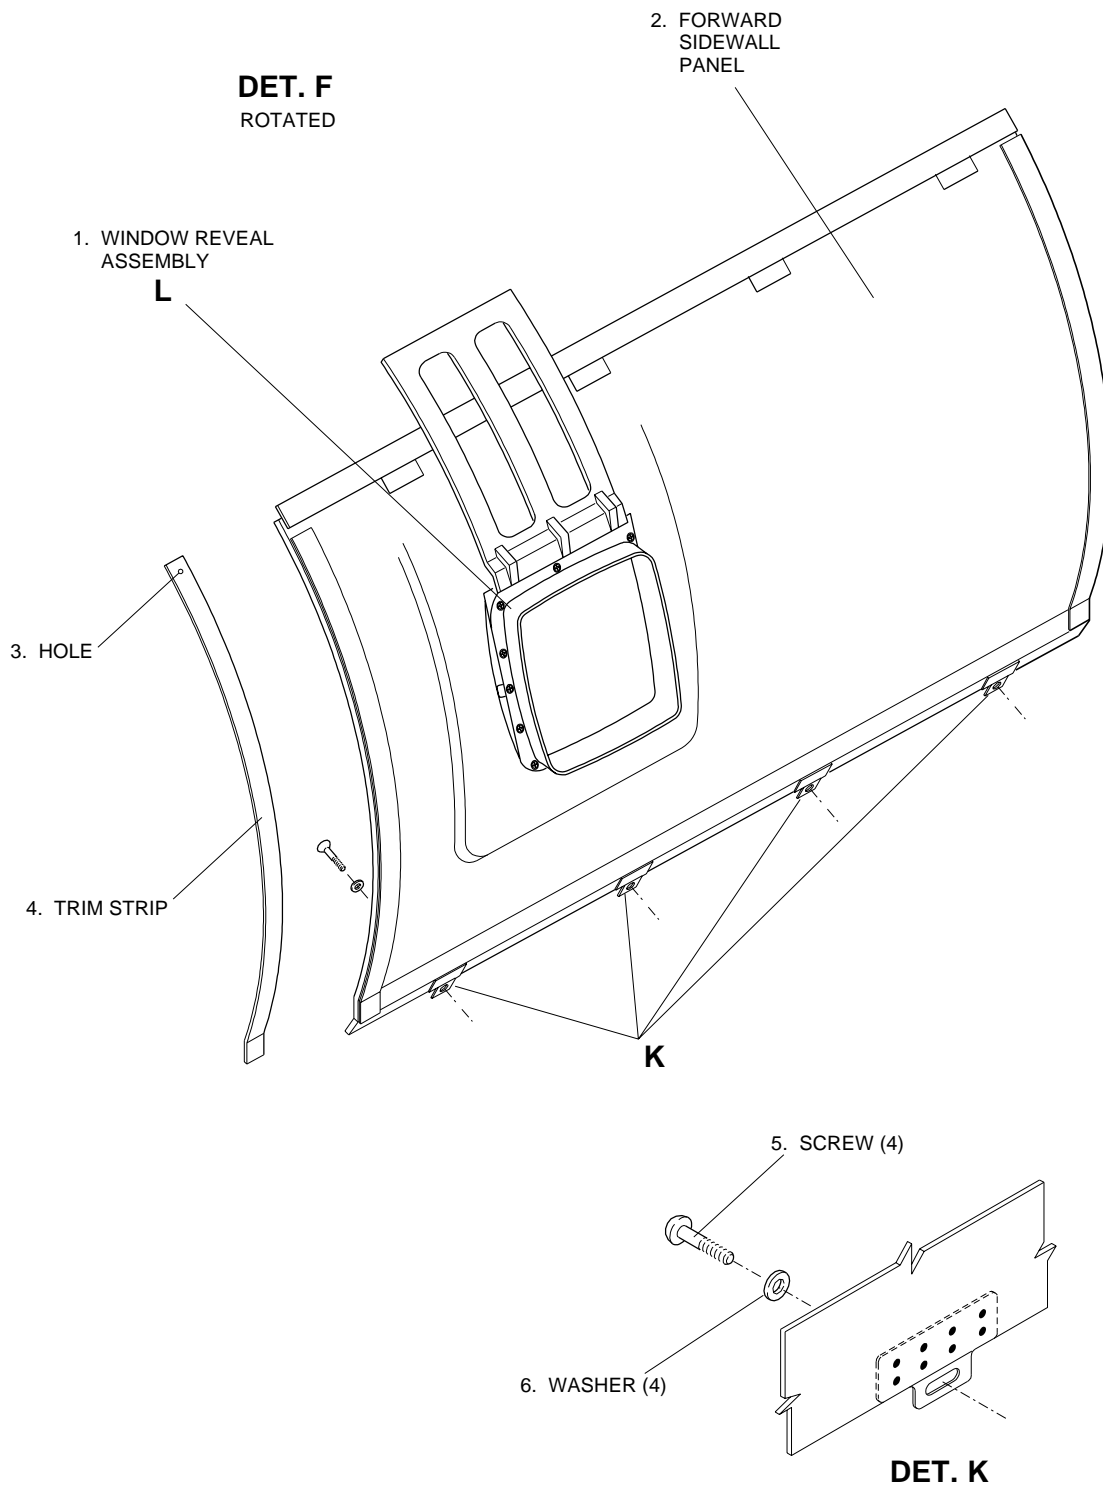 2. FORWARD
SIDEWALL
PANEL
DET. F
ROTATED
1. WINDOW REVEAL
ASSEMBLY
L
3. HOLE
4. TRIM STRIP
K
5. SCREW (4)
6. WASHER (4)
DET. K